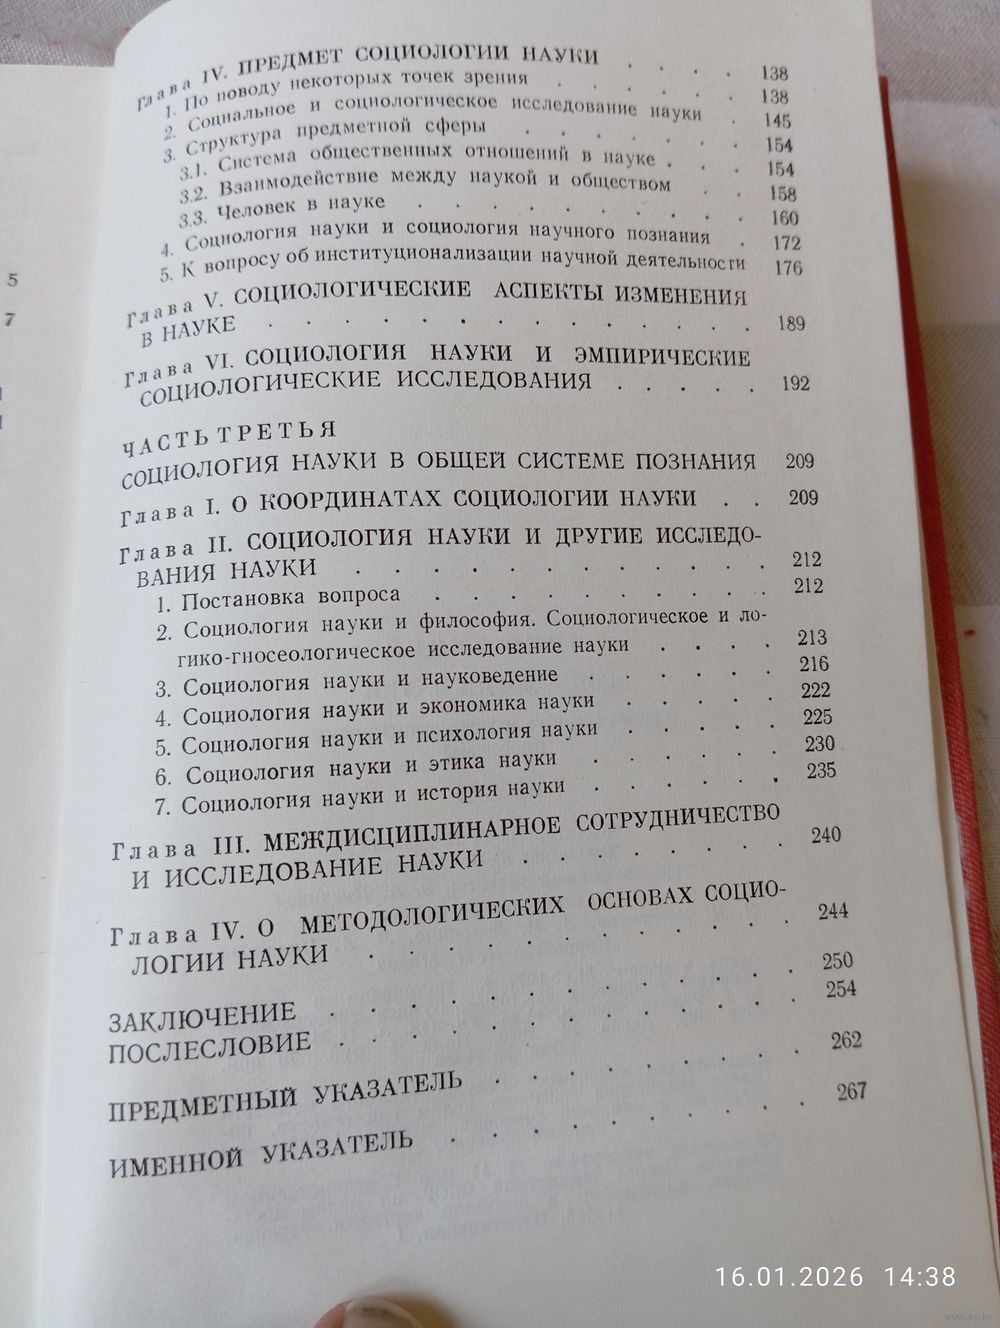 Глава IV. ПРЕДМЕТ СОЦИОЛОГИИ НАУКИ . . . . 138
1. По поводу некоторых точек зрения . . . . . . 138
2. Социальное и социологическое исследование науки . 145
3. Структура предметной сферы . . . . . . 154
3.1. Система общественных отношений в науке . . . 154
3.2. Взаимодействие между наукой и обществом . . 158
3.3. Человек в науке . . . . . . . . . 160
4. Социология науки и социология научного познания . 172
5. К вопросу об институционализации научной деятельности 176
Глава V. СОЦИОЛОГИЧЕСКИЕ АСПЕКТЫ ИЗМЕНЕНИЯ
В НАУКЕ . . . . . . . . . . . . . 189
Глава VI. СОЦИОЛОГИЯ НАУКИ И ЭМПИРИЧЕСКИЕ
СОЦИОЛОГИЧЕСКИЕ ИССЛЕДОВАНИЯ . . . . . 192
ЧАСТЬ ТРЕТЬЯ
СОЦИОЛОГИЯ НАУКИ В ОБЩЕЙ СИСТЕМЕ ПОЗНАНИЯ 209
Глава I. О КООРДИНАТАХ СОЦИОЛОГИИ НАУКИ . . 209
Глава II. СОЦИОЛОГИЯ НАУКИ И ДРУГИЕ ИССЛЕДО-
ВАНИЯ НАУКИ . . . . . . . . . . . 212
1. Постановка вопроса . . . . . . . . . 212
2. Социология науки и философия. Социологическое и ло-
гико-гносеологическое исследование науки . . . . 213
3. Социология науки и науковедение . . . . . 216
4. Социология науки и экономика науки . . . . 222
5. Социология науки и психология науки . . . . 225
6. Социология науки и этика науки . . . . . 230
7. Социология науки и история науки . . . . . 235
Глава III. МЕЖДИСЦИПЛИНАРНОЕ СОТРУДНИЧЕСТВО
И ИССЛЕДОВАНИЕ НАУКИ . . . . . . . 240
Глава IV. О МЕТОДОЛОГИЧЕСКИХ ОСНОВАХ СОЦИО-
ЛОГИИ НАУКИ . . . . . . . . . . . 244
ЗАКЛЮЧЕНИЕ . . . . . . . . . . . . 250
ПОСЛЕСЛОВИЕ . . . . . . . . . . . . 254
ПРЕДМЕТНЫЙ УКАЗАТЕЛЬ . . . . . . . . . 262
ИМЕННОЙ УКАЗАТЕЛЬ . . . . . . . . . 267
5
7
16.01.2026 14:38
www.ay.by